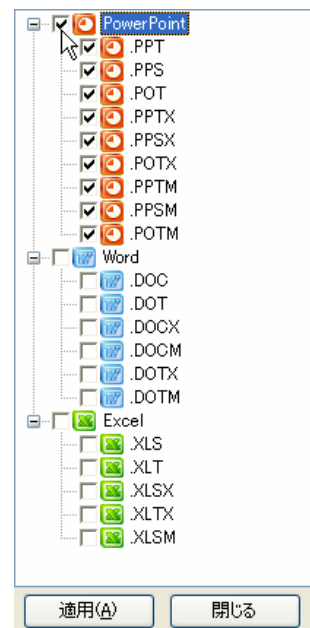 PowerPoint
.PPT
.PPS
.POT
.PPTX
.PPSX
.POTX
.PPTM
.PPSM
.POTM
Word
.DOC
.DOT
.DOCX
.DOCM
.DOTX
.DOTM
Excel
.XLS
.XLT
.XLSX
.XLTX
.XLSM
適用(A) 閉じる